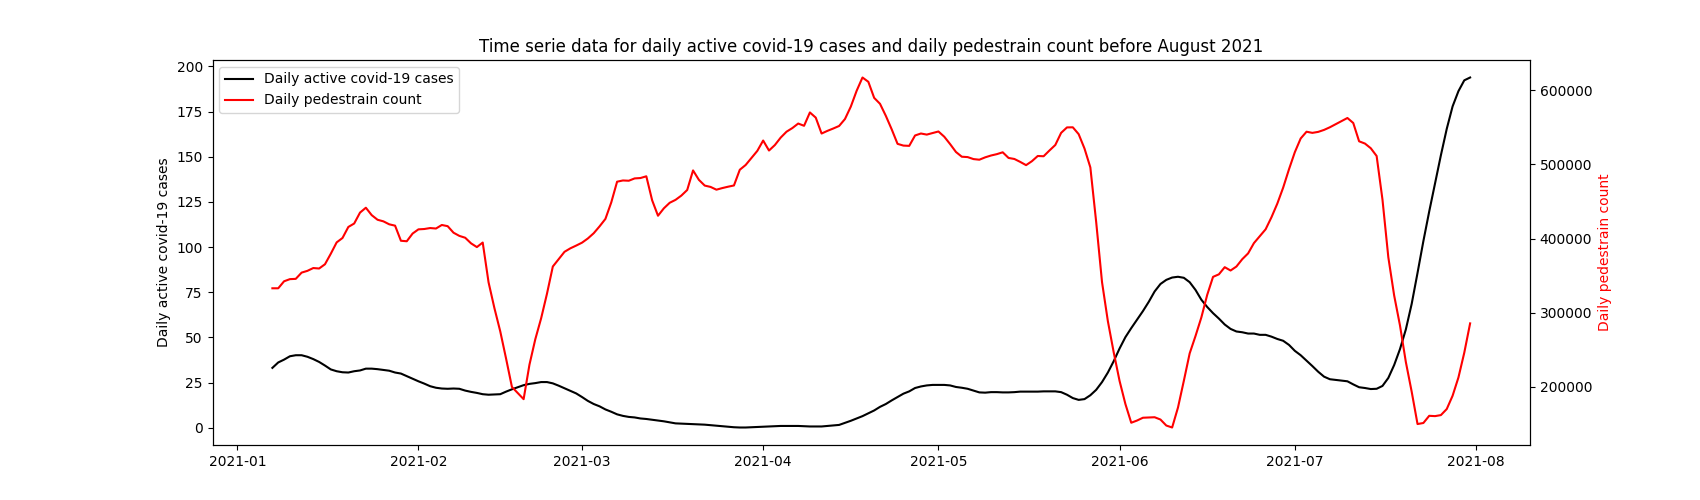 Time serie data for daily active covid-19 cases and daily pedestrain count before August 2021
Daily active covid-19 cases
Daily pedestrain count
200
175
150
125
100
75
50
25
0
Daily active covid-19 cases
600000
500000
400000
300000
200000
Daily pedestrain count
2021-01 2021-02 2021-03 2021-04 2021-05 2021-06 2021-07 2021-08